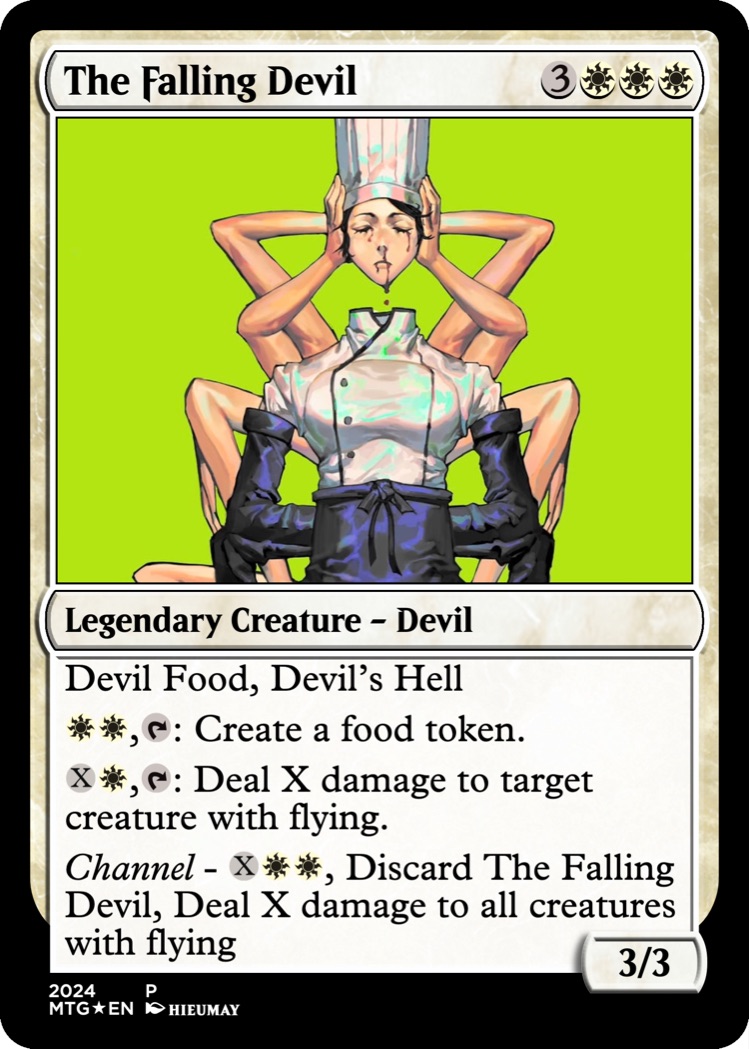 The Falling Devil 3
Legendary Creature – Devil
Devil Food, Devil's Hell
, : Create a food token.
X , : Deal X damage to target
creature with flying.
Channel - X , Discard The Falling
Devil, Deal X damage to all creatures
with flying
3/3
2024 P
MTG★EN HIEUMAY